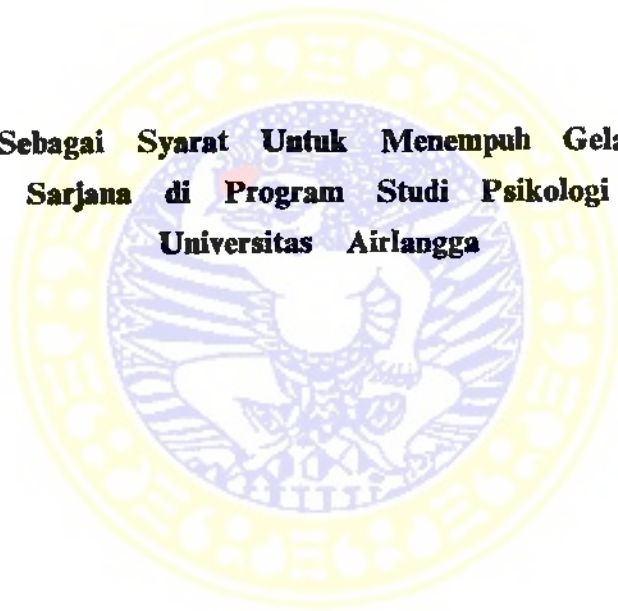 Sebagai Syarat Untuk Menempuh Gela
Sarjana di Program Studi Psikologi
Universitas Airlangga